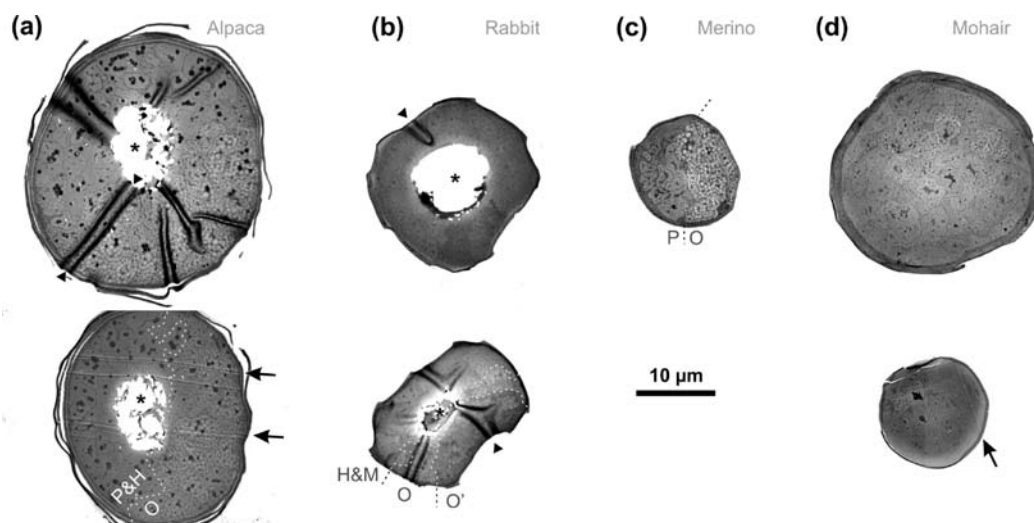 (a) Alpaca
(b) Rabbit
(c) Merino
(d) Mohair
*
*
P O
*
P&H
O
*
H&M
O
O'
10 µm